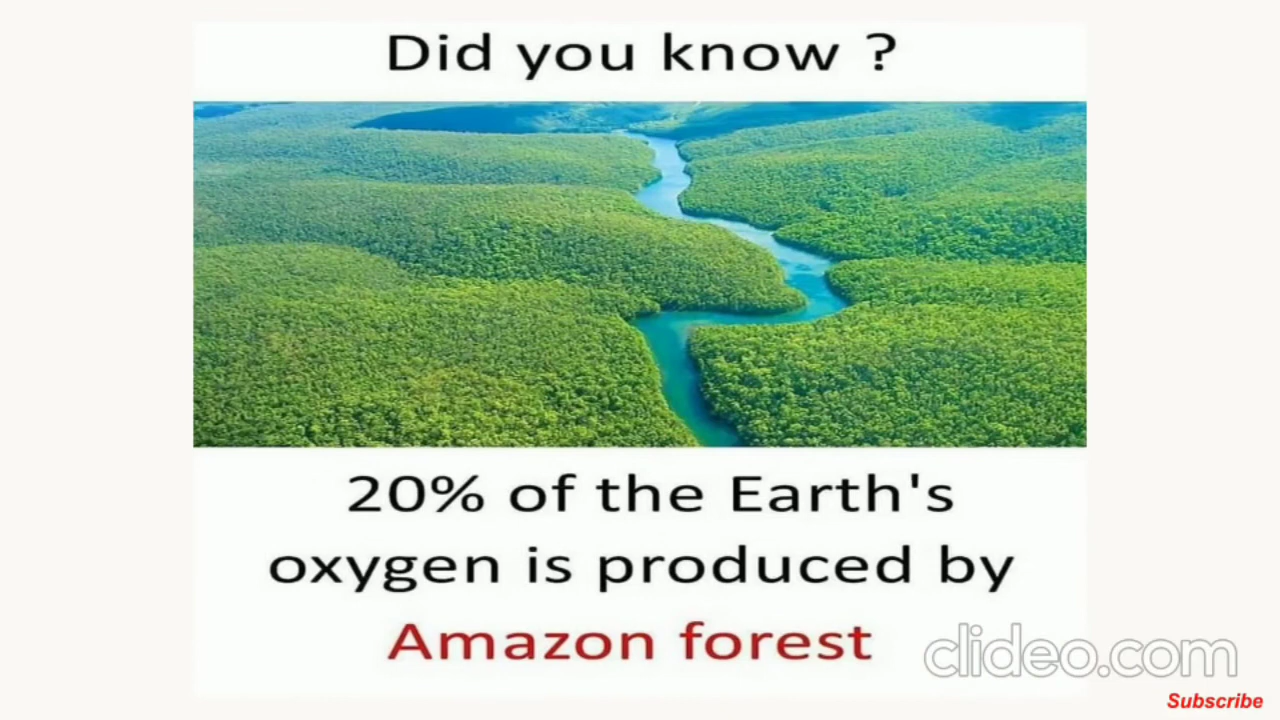 Did you know ?
20% of the Earth's
oxygen is produced by
Amazon forest
clideo.com
Subscribe